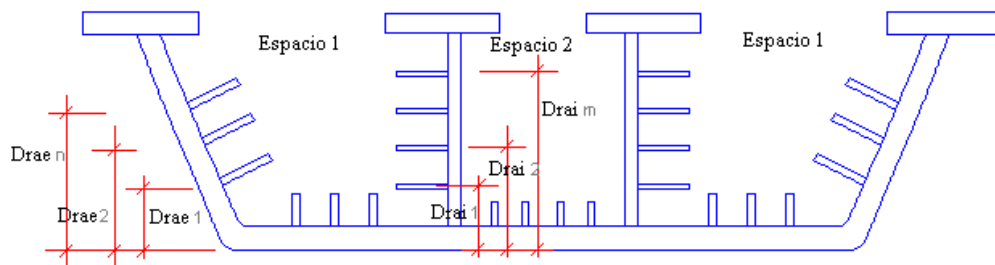 Espacio 1
Espacio 2
Espacio 1
Drai m
Drae n
Drai 2
Drae 2
Drae 1
Drai 1